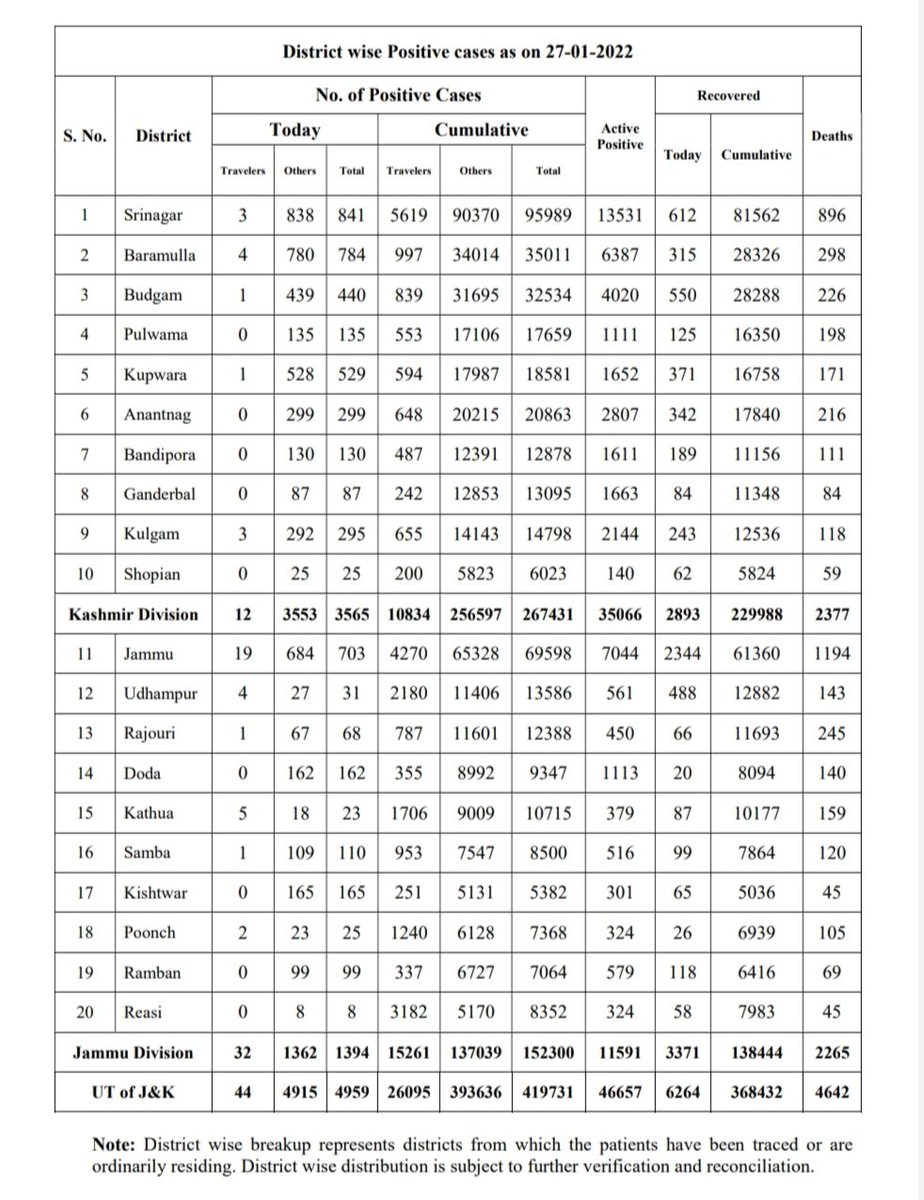 District wise Positive cases as on 27-01-2022
S. No. District No. of Positive Cases Active Positive Recovered Deaths
Today Cumulative Today Cumulative
Travelers Others Total Travelers Others Total
1 Srinagar 3 838 841 5619 90370 95989 13531 612 81562 896
2 Baramulla 4 780 784 997 34014 35011 6387 315 28326 298
3 Budgam 1 439 440 839 31695 32534 4020 550 28288 226
4 Pulwama 0 135 135 553 17106 17659 1111 125 16350 198
5 Kupwara 1 528 529 594 17987 18581 1652 371 16758 171
6 Anantnag 0 299 299 648 20215 20863 2807 342 17840 216
7 Bandipora 0 130 130 487 12391 12878 1611 189 11156 111
8 Ganderbal 0 87 87 242 12853 13095 1663 84 11348 84
9 Kulgam 3 292 295 655 14143 14798 2144 243 12536 118
10 Shopian 0 25 25 200 5823 6023 140 62 5824 59
Kashmir Division 12 3553 3565 10834 256597 267431 35066 2893 229988 2377
11 Jammu 19 684 703 4270 65328 69598 7044 2344 61360 1194
12 Udhampur 4 27 31 2180 11406 13586 561 488 12882 143
13 Rajouri 1 67 68 787 11601 12388 450 66 11693 245
14 Doda 0 162 162 355 8992 9347 1113 20 8094 140
15 Kathua 5 18 23 1706 9009 10715 379 87 10177 159
16 Samba 1 109 110 953 7547 8500 516 99 7864 120
17 Kishtwar 0 165 165 251 5131 5382 301 65 5036 45
18 Poonch 2 23 25 1240 6128 7368 324 26 6939 105
19 Ramban 0 99 99 337 6727 7064 579 118 6416 69
20 Reasi 0 8 8 3182 5170 8352 324 58 7983 45
Jammu Division 32 1362 1394 15261 137039 152300 11591 3371 138444 2265
UT of J&K 44 4915 4959 26095 393636 419731 46657 6264 368432 4642
Note: District wise breakup represents districts from which the patients have been traced or are
ordinarily residing. District wise distribution is subject to further verification and reconciliation.